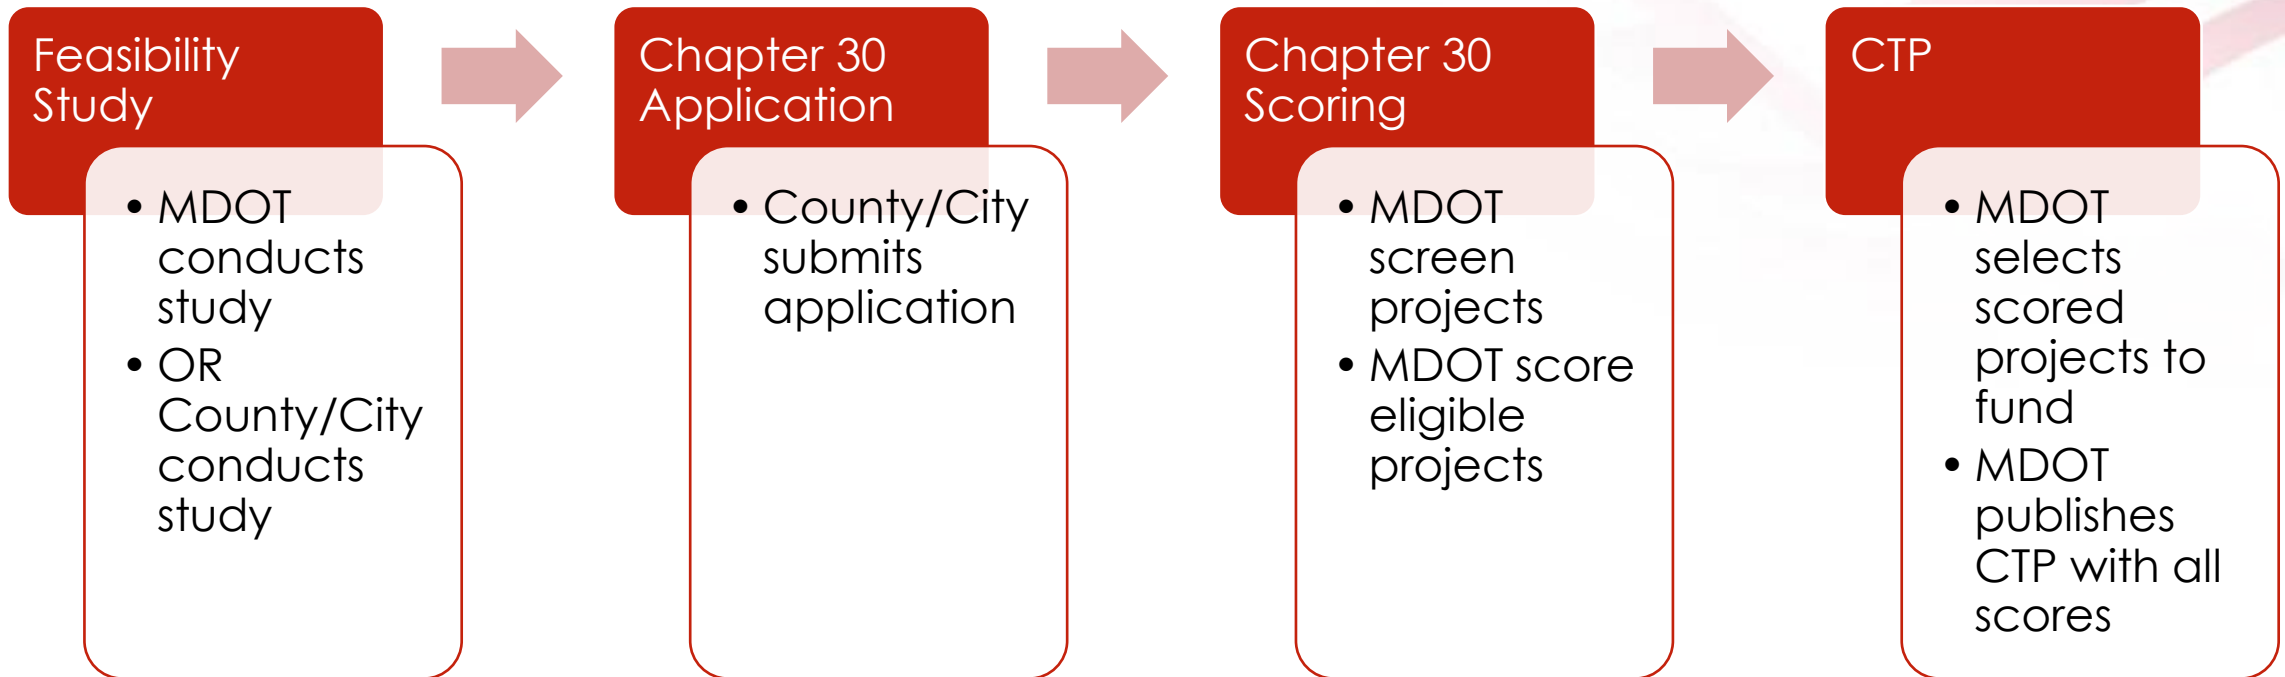 Feasibility
Study
• MDOT
conducts
study
• OR
County/City
conducts
study
Chapter 30
Application
• County/City
submits
application
Chapter 30
Scoring
• MDOT
screen
projects
• MDOT score
eligible
projects
CTP
• MDOT
selects
scored
projects to
fund
• MDOT
publishes
CTP with all
scores